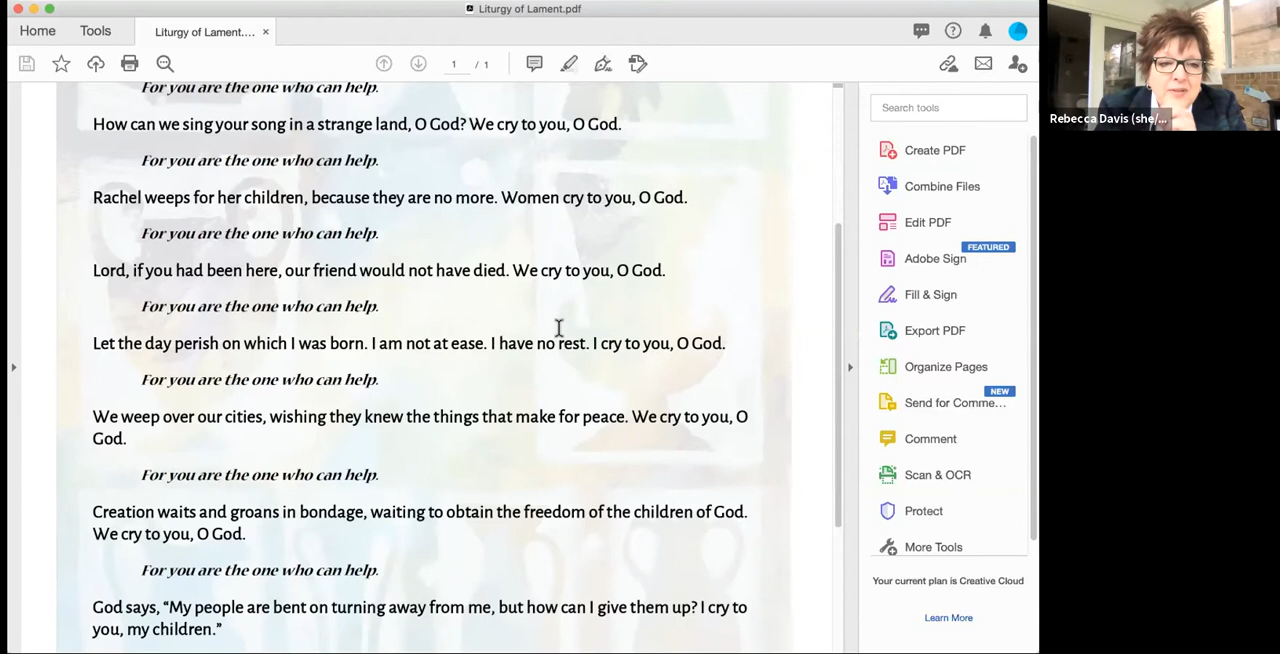 Liturgy of Lament.pdf
Home
Tools
Liturgy of Lament.... ×
1 / 1
For you are the one who can help.
How can we sing your song in a strange land, O God? We cry to you, O God.
For you are the one who can help.
Rachel weeps for her children, because they are no more. Women cry to you, O God.
For you are the one who can help.
Lord, if you had been here, our friend would not have died. We cry to you, O God.
For you are the one who can help.
Let the day perish on which I was born. I am not at ease. I have no rest. I cry to you, O God.
For you are the one who can help.
We weep over our cities, wishing they knew the things that make for peace. We cry to you, O
God.
For you are the one who can help.
Creation waits and groans in bondage, waiting to obtain the freedom of the children of God.
We cry to you, O God.
For you are the one who can help.
God says, “My people are bent on turning away from me, but how can I give them up? I cry to
you, my children.”
Search tools
Create PDF
Combine Files
Edit PDF
FEATURED
Adobe Sign
Fill & Sign
Export PDF
Organize Pages
NEW
Send for Comme...
Comment
Scan & OCR
Protect
More Tools
Your current plan is Creative Cloud
Learn More
Rebecca Davis (she/...